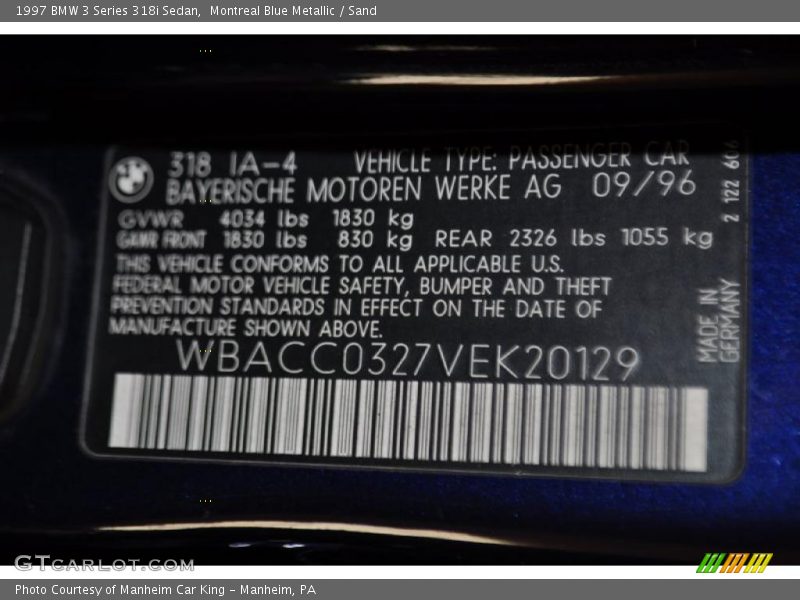 1997 BMW 3 Series 318i Sedan,  Montreal Blue Metallic / Sand
318 IA-4 VEHICLE TYPE: PASSENGER CAR
BAYERISCHE MOTOREN WERKE AG 09/96
GVWR 4034 lbs 1830 kg
GAWR FRONT 1830 lbs 830 kg REAR 2326 lbs 1055 kg
THIS VEHICLE CONFORMS TO ALL APPLICABLE U.S.
FEDERAL MOTOR VEHICLE SAFETY, BUMPER AND THEFT
PREVENTION STANDARDS IN EFFECT ON THE DATE OF
MANUFACTURE SHOWN ABOVE.
WBACC0327VEK20129
2 122 606
MADE IN
GERMANY
GTCARLOT.COM
Photo Courtesy of Manheim Car King - Manheim, PA